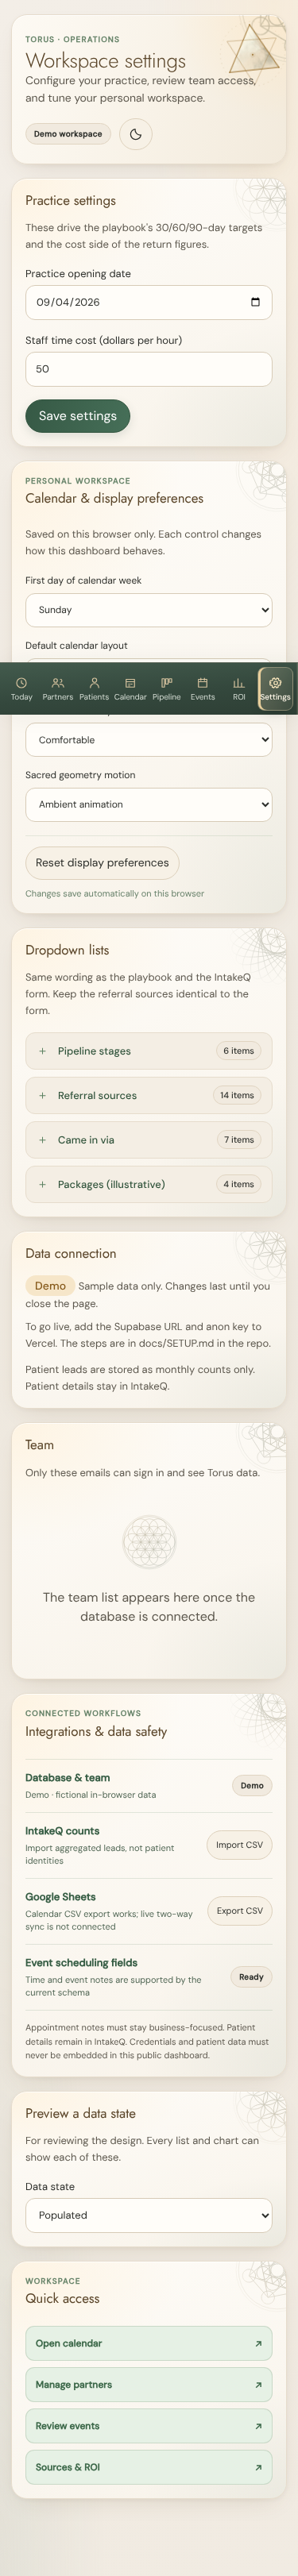 TORUS · OPERATIONS
Workspace settings
Configure your practice, review team access,
and tune your personal workspace.
Demo workspace
Practice settings
These drive the playbook's 30/60/90-day targets
and the cost side of the return figures.
Practice opening date
09/04/2026
Staff time cost (dollars per hour)
50
Save settings
PERSONAL WORKSPACE
Calendar & display preferences
Saved on this browser only. Each control changes
how this dashboard behaves.
First day of calendar week
Sunday
Default calendar layout
Today Partners Patients Calendar Pipeline Events ROI Settings
Comfortable
Sacred geometry motion
Ambient animation
Reset display preferences
Changes save automatically on this browser
Dropdown lists
Same wording as the playbook and the IntakeQ
form. Keep the referral sources identical to the
form.
+ Pipeline stages 6 items
+ Referral sources 14 items
+ Came in via 7 items
+ Packages (illustrative) 4 items
Data connection
Demo Sample data only. Changes last until you
close the page.
To go live, add the Supabase URL and anon key to
Vercel. The steps are in docs/SETUP.md in the repo.
Patient leads are stored as monthly counts only.
Patient details stay in IntakeQ.
Team
Only these emails can sign in and see Torus data.
The team list appears here once the
database is connected.
CONNECTED WORKFLOWS
Integrations & data safety
Database & team
Demo · fictional in-browser data
Demo
IntakeQ counts
Import aggregated leads, not patient
identities
Import CSV
Google Sheets
Calendar CSV export works; live two-way
sync is not connected
Export CSV
Event scheduling fields
Time and event notes are supported by the
current schema
Ready
Appointment notes must stay business-focused. Patient
details remain in IntakeQ. Credentials and patient data must
never be embedded in this public dashboard.
Preview a data state
For reviewing the design. Every list and chart can
show each of these.
Data state
Populated
WORKSPACE
Quick access
Open calendar
Manage partners
Review events
Sources & ROI